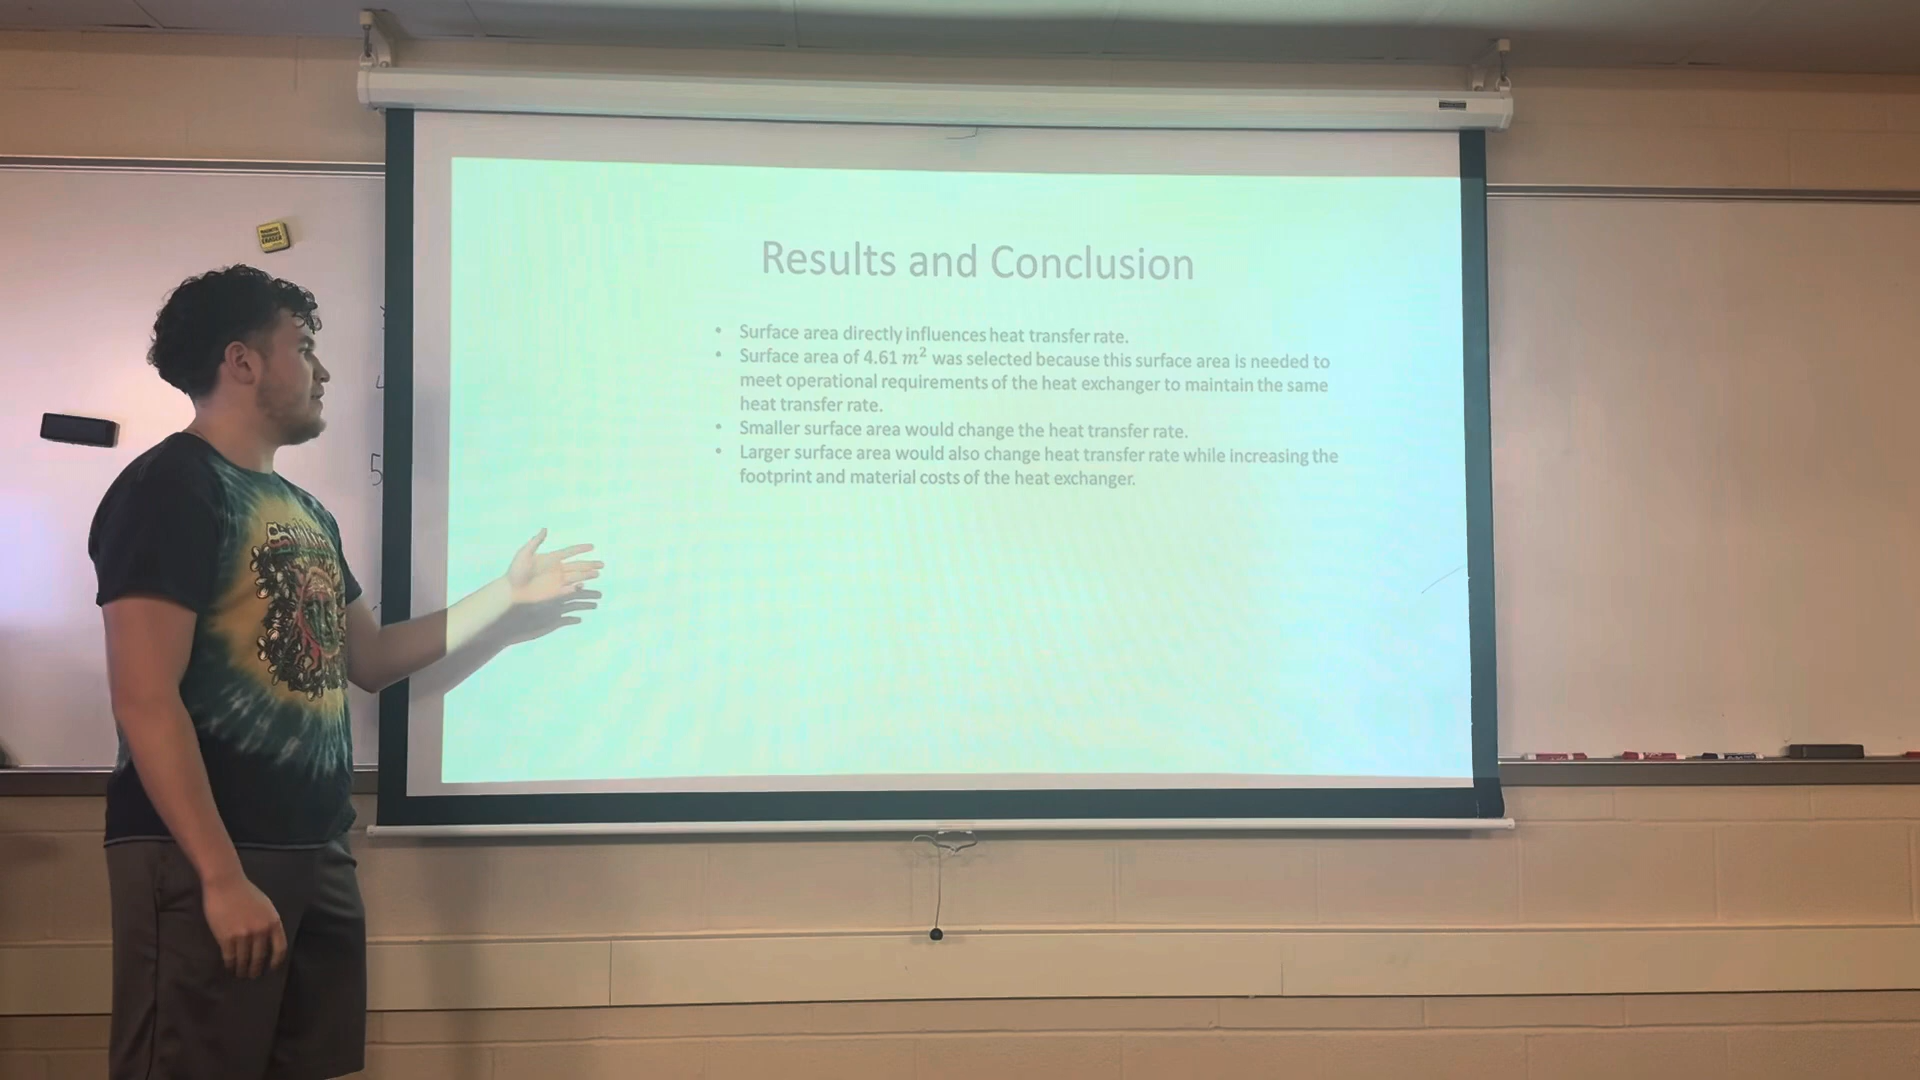 MAGNETIC
ERASER
Results and Conclusion
• Surface area directly influences heat transfer rate.
• Surface area of 4.61 m² was selected because this surface area is needed to
meet operational requirements of the heat exchanger to maintain the same
heat transfer rate.
• Smaller surface area would change the heat transfer rate.
• Larger surface area would also change heat transfer rate while increasing the
footprint and material costs of the heat exchanger.
5